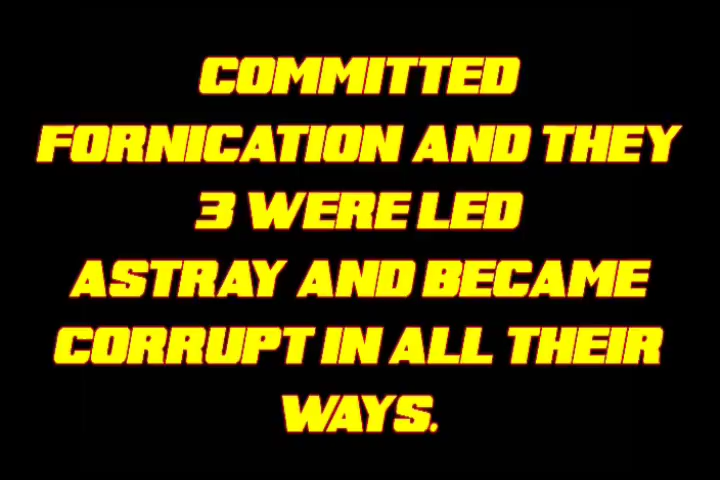 COMMITTED
FORNICATION AND THEY
3 WERE LED
ASTRAY AND BECAME
CORRUPT IN ALL THEIR
WAYS.